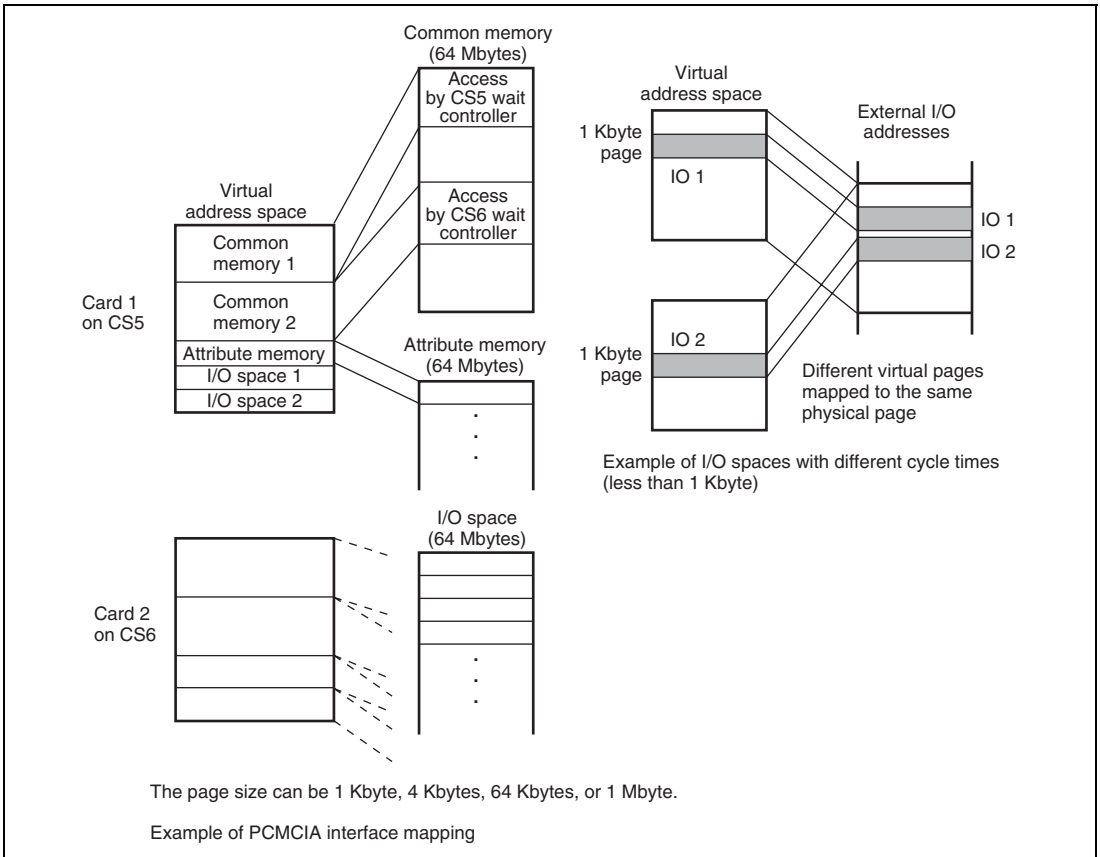 Common memory
(64 Mbytes)
Access
by CS5 wait
controller
Access
by CS6 wait
controller
Virtual
address space
Common
memory 1
Common
memory 2
Attribute memory
I/O space 1
I/O space 2
Card 1
on CS5
Attribute memory
(64 Mbytes)
.
.
.
I/O space
(64 Mbytes)
.
.
.
Card 2
on CS6
Virtual
address space
1 Kbyte
page
IO 1
External I/O
addresses
IO 1
IO 2
IO 2
1 Kbyte
page
Different virtual pages
mapped to the same
physical page
Example of I/O spaces with different cycle times
(less than 1 Kbyte)
The page size can be 1 Kbyte, 4 Kbytes, 64 Kbytes, or 1 Mbyte.
Example of PCMCIA interface mapping